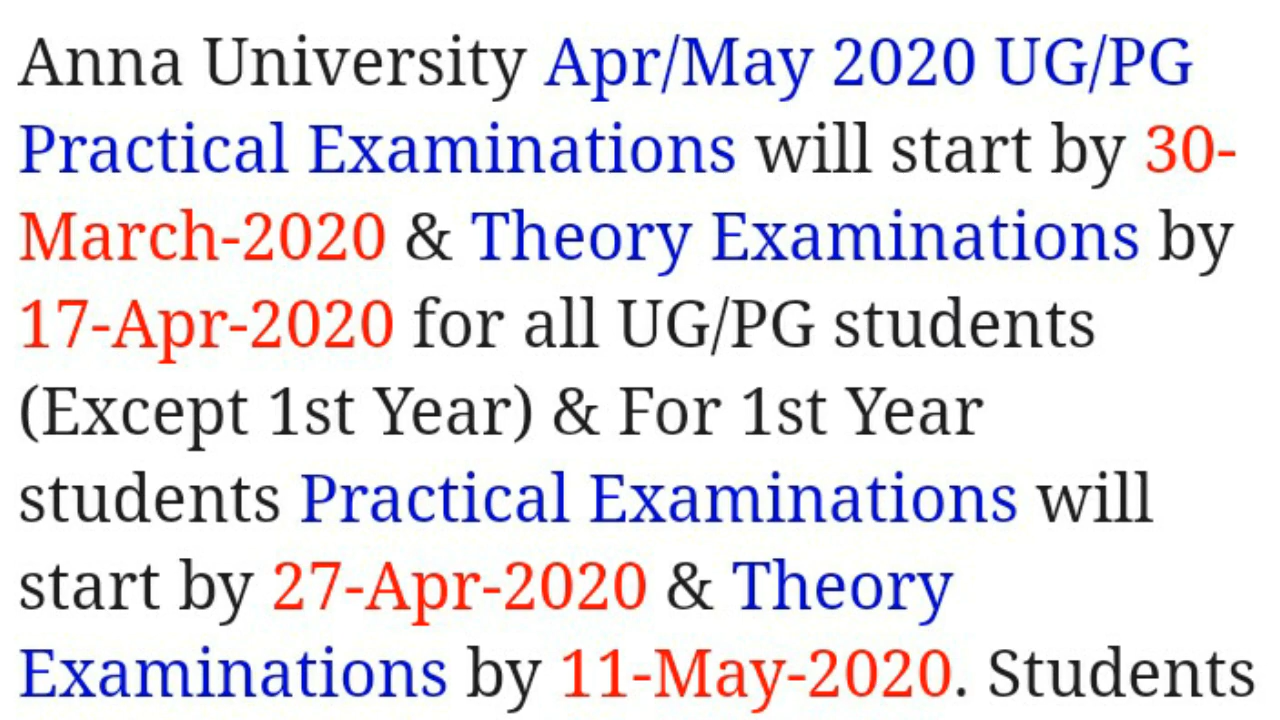 Anna University Apr/May 2020 UG/PG
Practical Examinations will start by 30-
March-2020 & Theory Examinations by
17-Apr-2020 for all UG/PG students
(Except 1st Year) & For 1st Year
students Practical Examinations will
start by 27-Apr-2020 & Theory
Examinations by 11-May-2020. Students